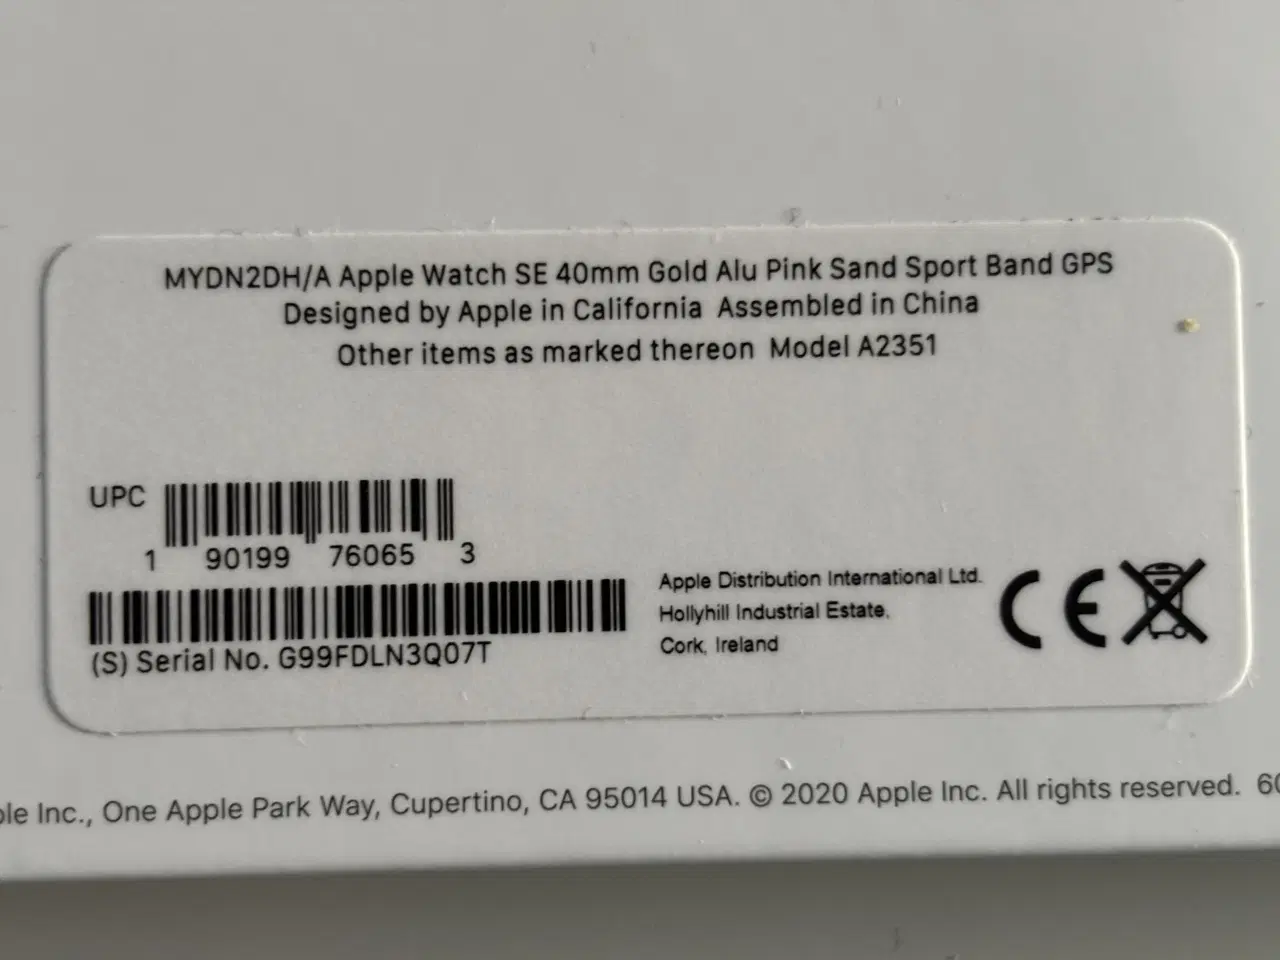 MYDN2DH/A Apple Watch SE 40mm Gold Alu Pink Sand Sport Band GPS
Designed by Apple in California Assembled in China
Other items as marked thereon Model A2351
UPC
1 90199 76065 3
(S) Serial No. G99FDLN3Q07T
Apple Distribution International Ltd.
Hollyhill Industrial Estate,
Cork, Ireland
CE
ple Inc., One Apple Park Way, Cupertino, CA 95014 USA. © 2020 Apple Inc. All rights reserved. 60